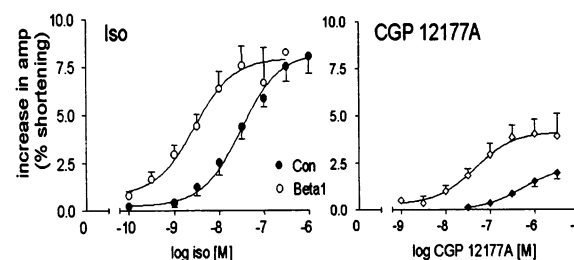 Iso
CGP 12177A
increase in amp
(% shortening)
10.0
7.5
5.0
2.5
0.0
Con
Beta1
0
-10
-9
-8
-7
-6
log iso [M]
10.0
7.5
5.0
2.5
0.0
0
-9
-8
-7
-6
-5
log CGP 12177A [M]